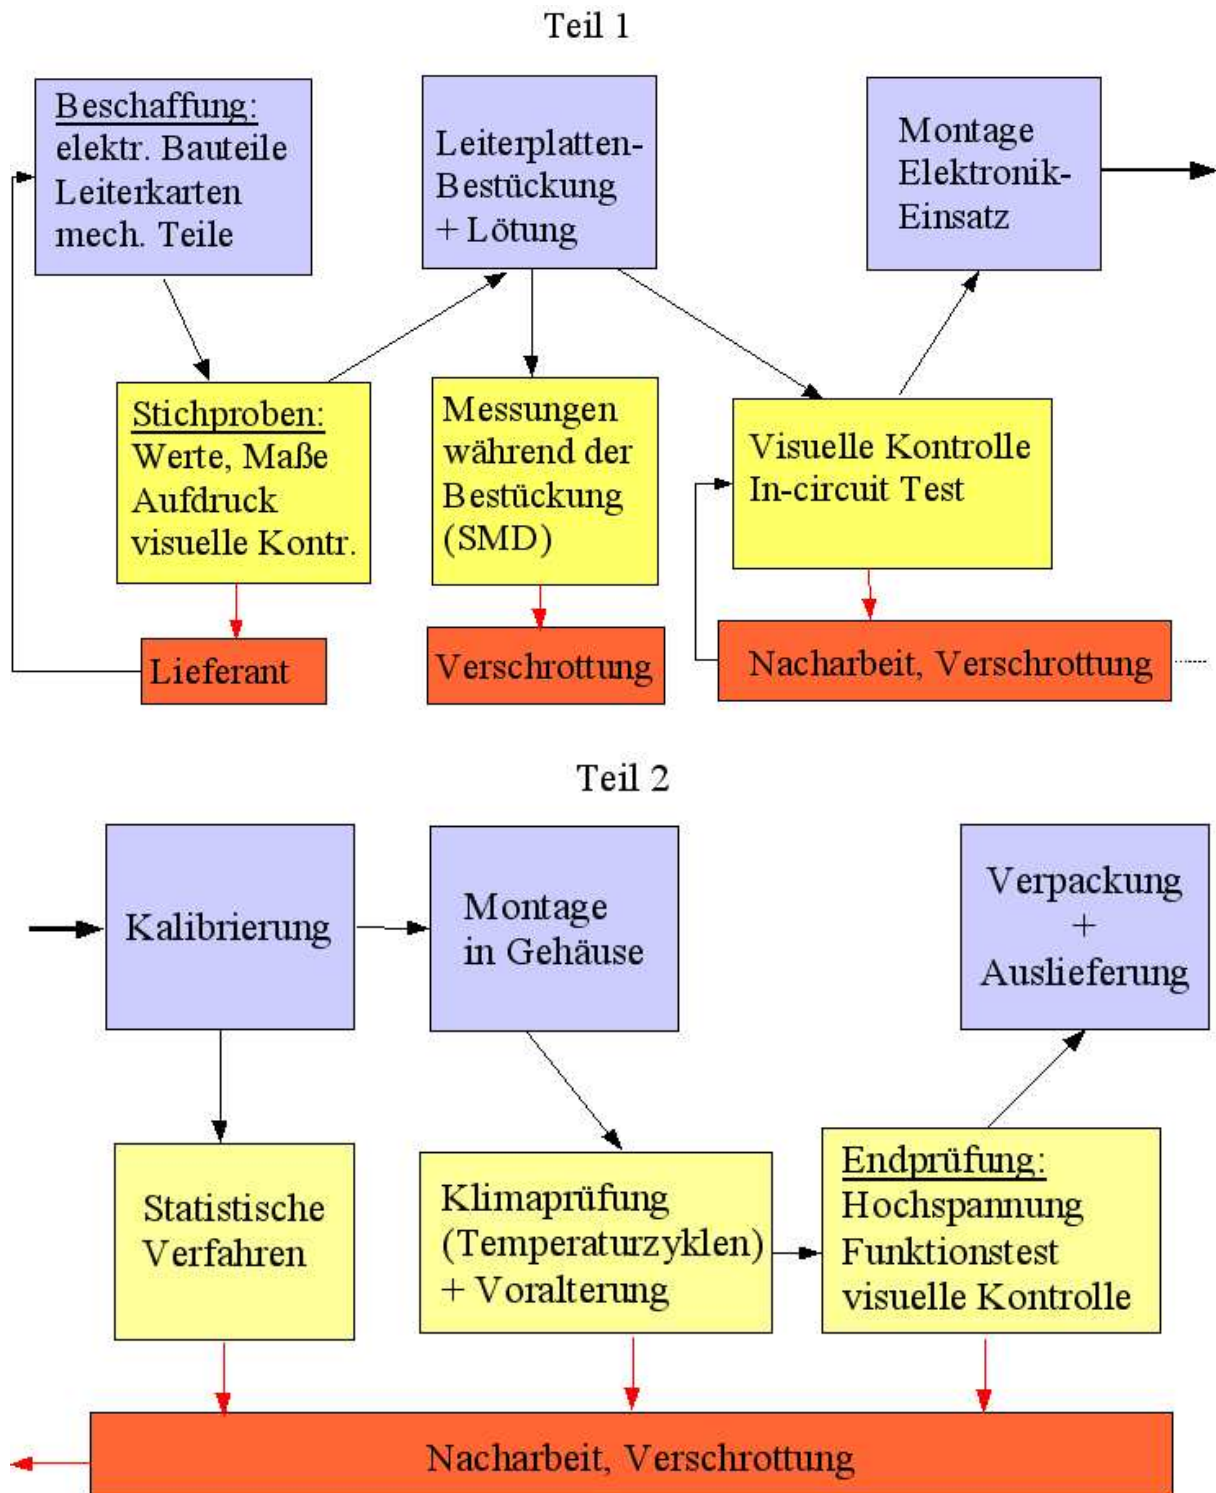 Teil 1
Beschaffung:
elektr. Bauteile
Leiterkarten
mech. Teile
Leiterplatten-
Bestückung
+ Lötung
Montage
Elektronik-
Einsatz
Stichproben:
Werte, Maße
Aufdruck
visuelle Kontr.
Messungen
während der
Bestückung
(SMD)
Visuelle Kontrolle
In-circuit Test
Lieferant
Verschrottung
Nacharbeit, Verschrottung
Teil 2
Kalibrierung
Montage
in Gehäuse
Verpackung
+
Auslieferung
Statistische
Verfahren
Klimaprüfung
(Temperaturzyklen)
+ Voralterung
Endprüfung:
Hochspannung
Funktionstest
visuelle Kontrolle
Nacharbeit, Verschrottung